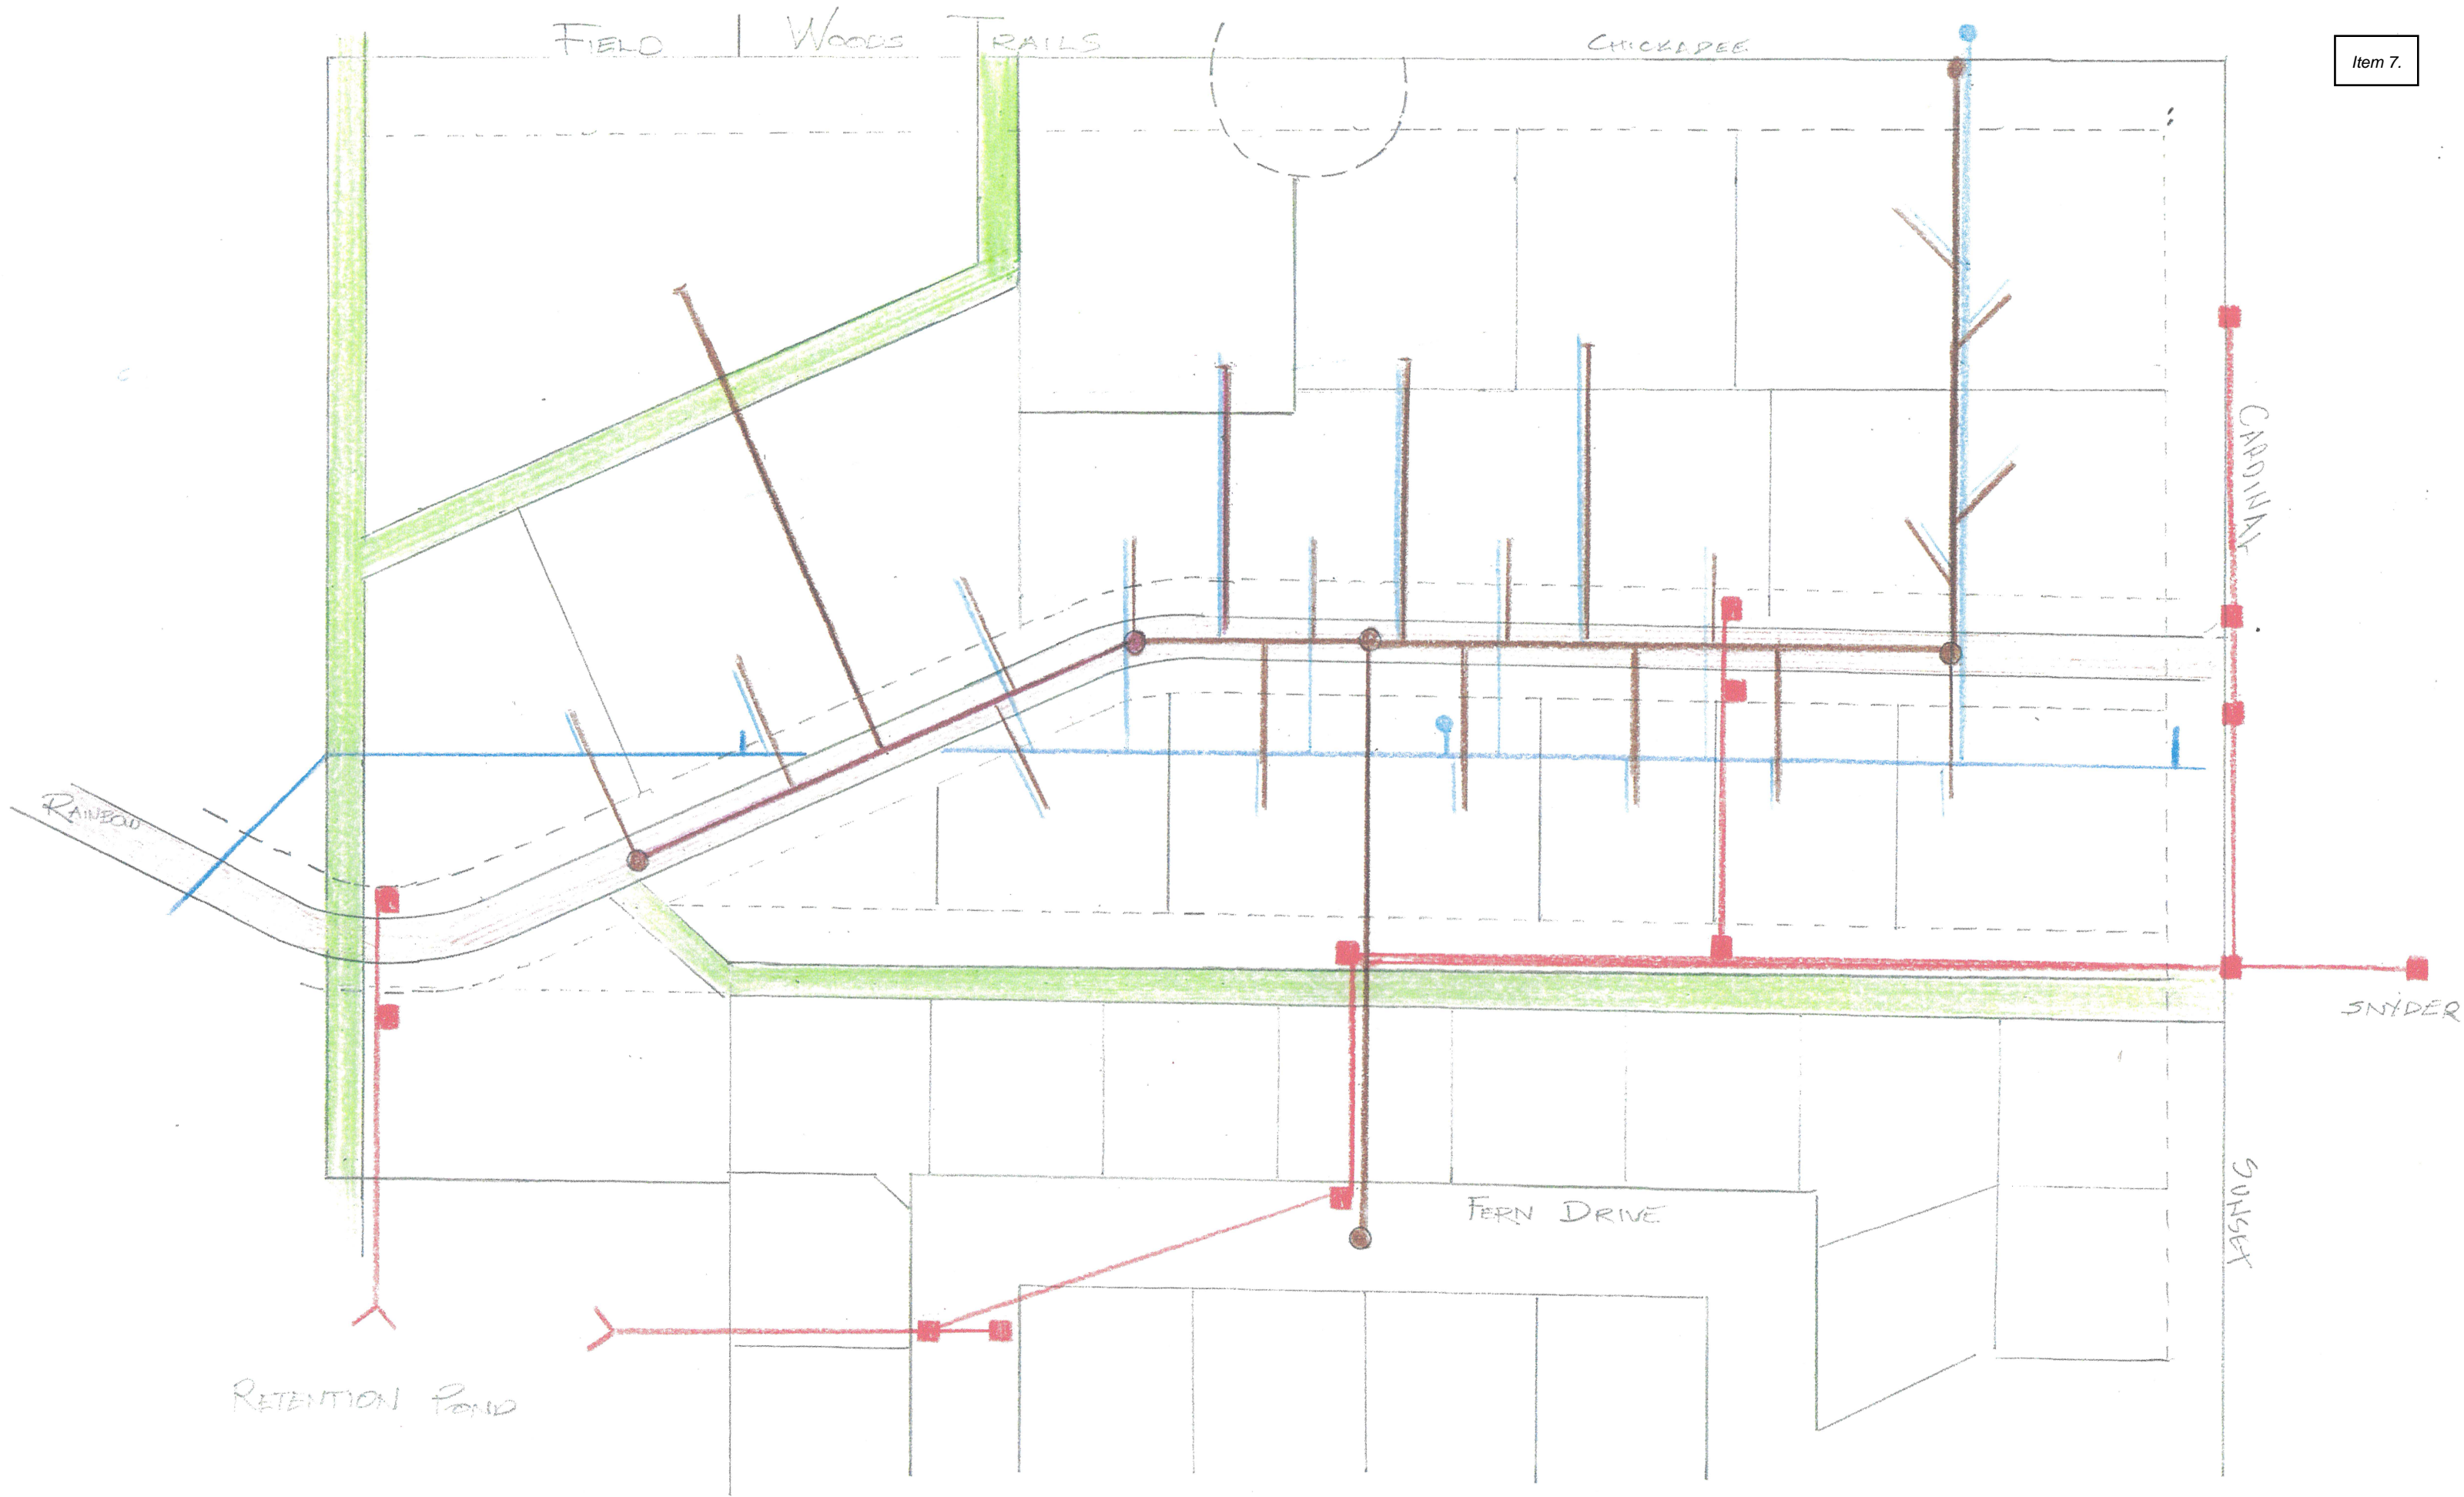 FIELD
WOODS
TRAILS
CHICKADEE
Item 7.
CARDINAL
RAINBOW
SNYDER
SUNSET
FERN DRIVE
RETENTION POND